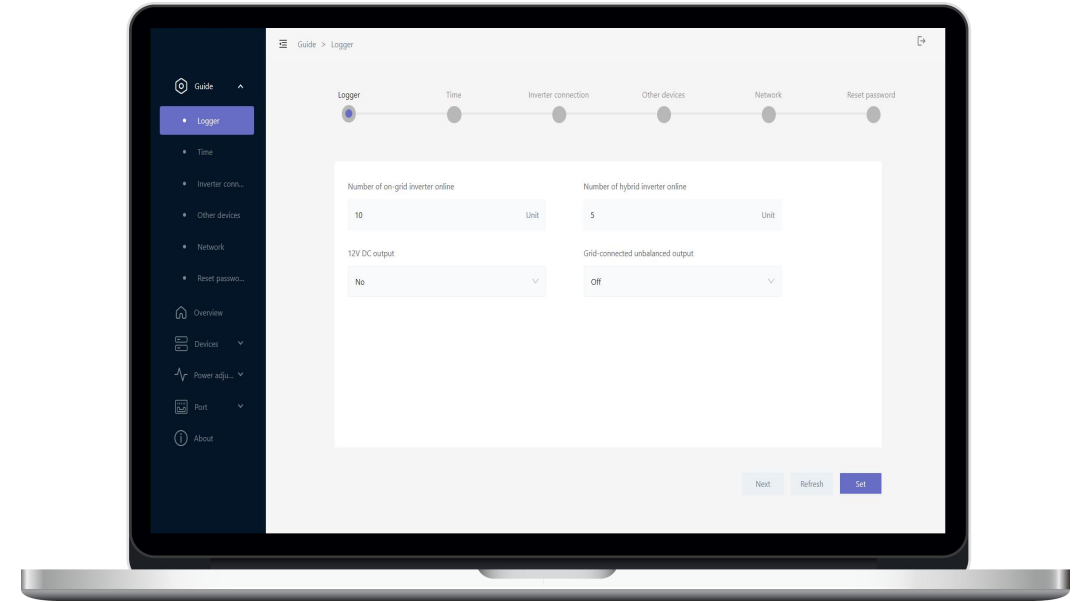 Guide > Logger
Guide
Logger
Time
Inverter conn...
Other devices
Network
Reset passwo...
Overview
Devices
Power adju...
Port
About
Logger
Time
Inverter connection
Other devices
Network
Reset password
Number of on-grid inverter online
10 Unit
Number of hybrid inverter online
5 Unit
12V DC output
No
Grid-connected unbalanced output
Off
Next
Refresh
Set